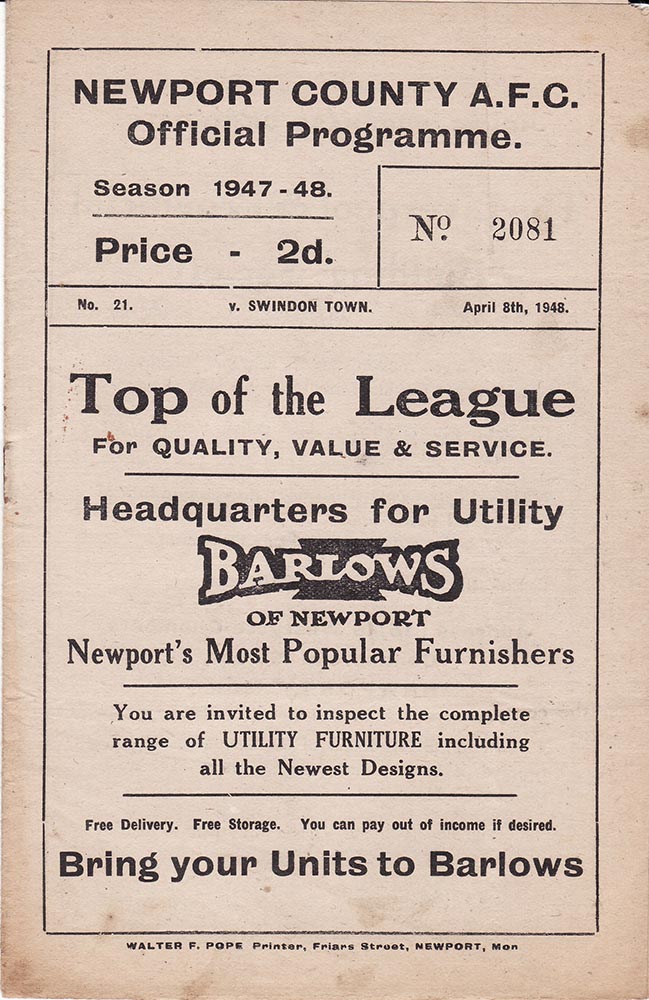 NEWPORT COUNTY A.F.C.
Official Programme.
Season 1947-48.
Price - 2d.
Nº 2081
No. 21. v. SWINDON TOWN. April 8th, 1948.
Top of the League
For QUALITY, VALUE & SERVICE.
Headquarters for Utility
BARLOWS
OF NEWPORT
Newport's Most Popular Furnishers
You are invited to inspect the complete
range of UTILITY FURNITURE including
all the Newest Designs.
Free Delivery. Free Storage. You can pay out of income if desired.
Bring your Units to Barlows
WALTER F. POPE Printer, Friars Street, NEWPORT, Mon